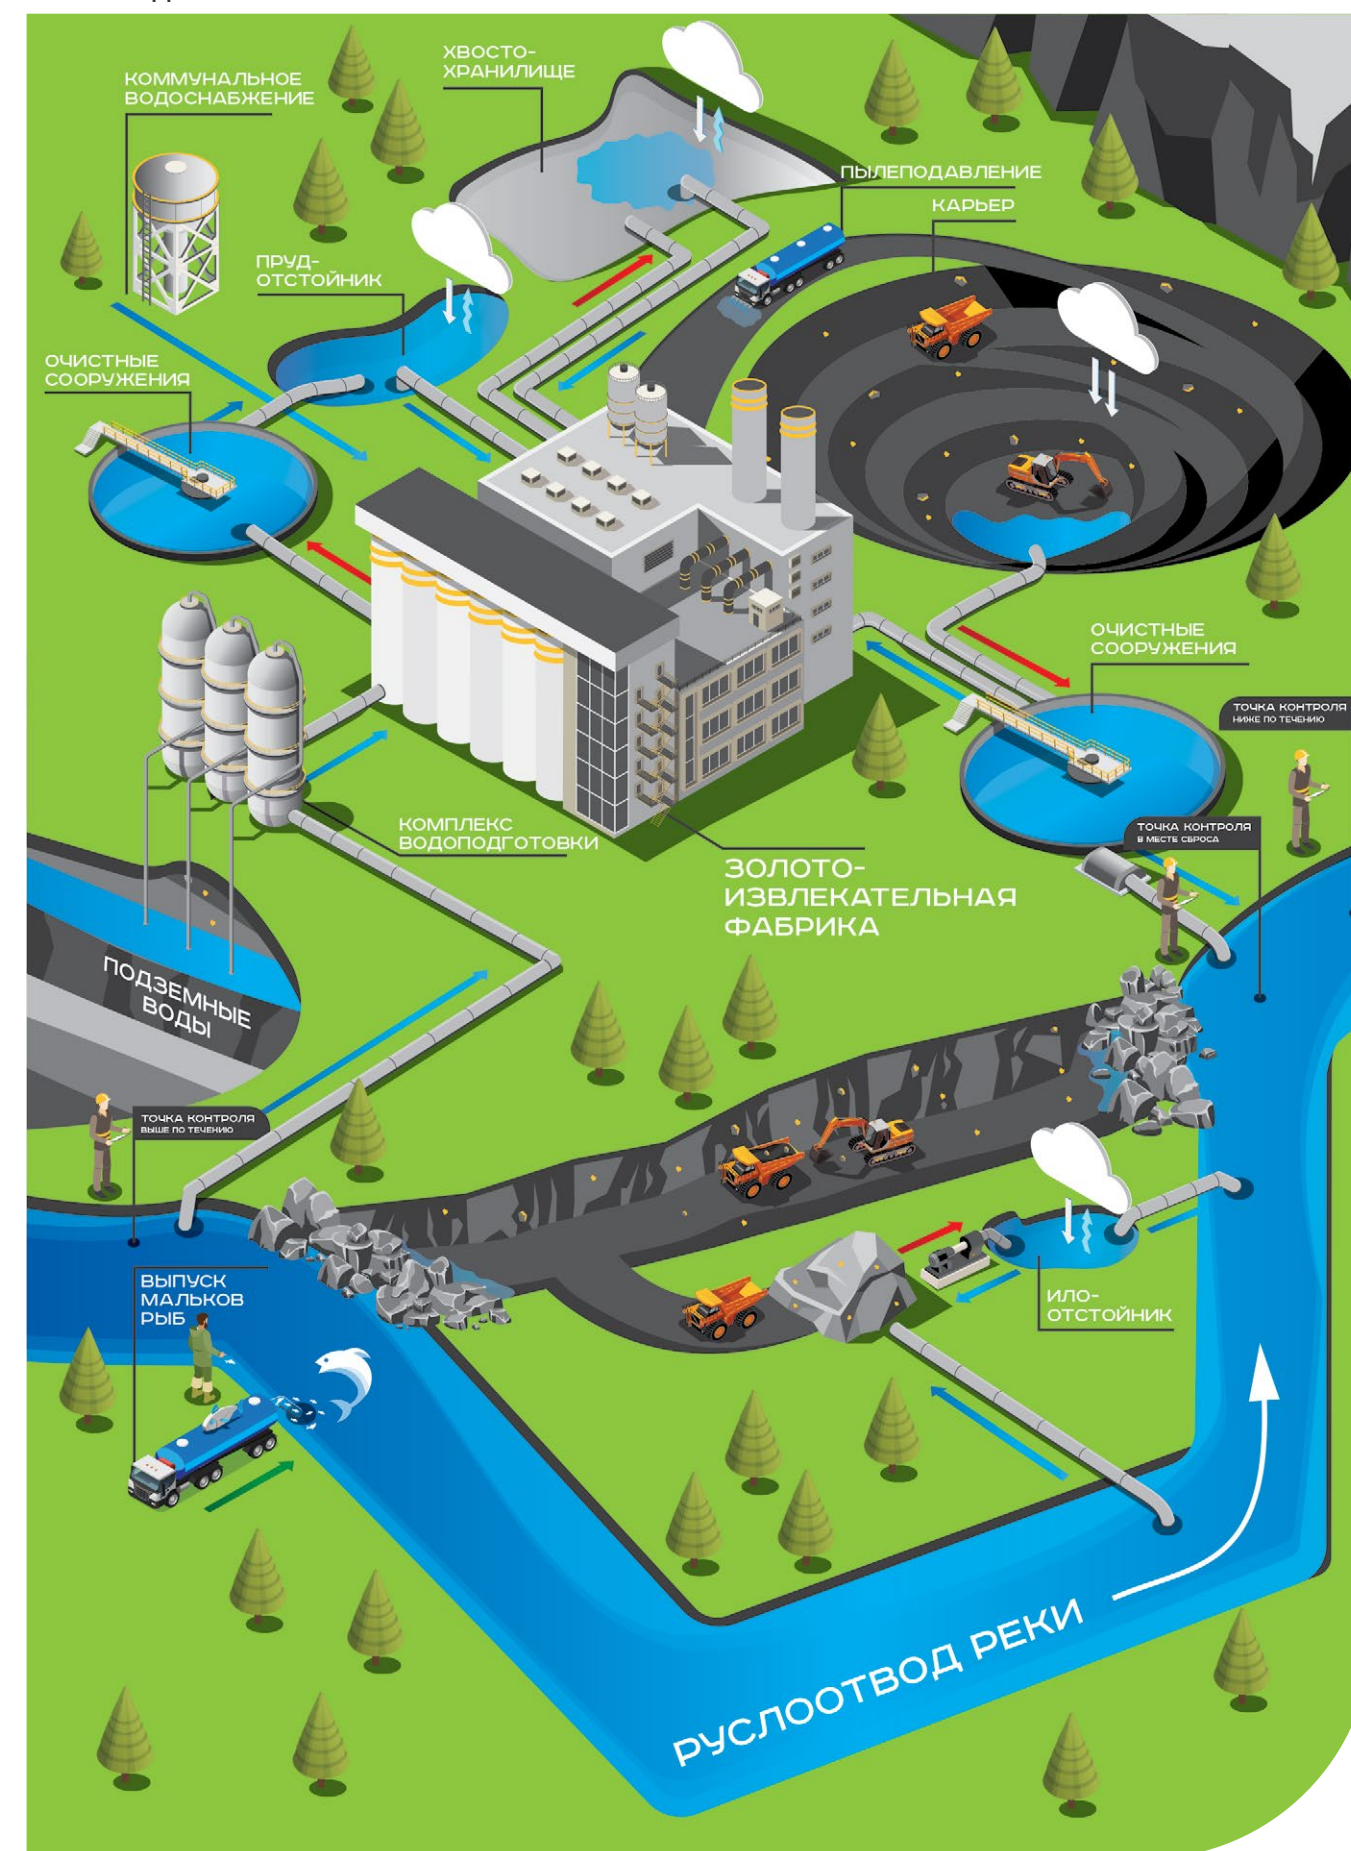 ХВОСТО-
ХРАНИЛИЩЕ
КОММУНАЛЬНОЕ
ВОДОСНАБЖЕНИЕ
ПЫЛЕПОДАВЛЕНИЕ
КАРЬЕР
ПРУД-
ОТСТОЙНИК
ОЧИСТНЫЕ
СООРУЖЕНИЯ
ОЧИСТНЫЕ
СООРУЖЕНИЯ
ТОЧКА КОНТРОЛЯ
НИЖЕ ПО ТЕЧЕНИЮ
КОМПЛЕКС
ВОДОПОДГОТОВКИ
ТОЧКА КОНТРОЛЯ
В МЕСТЕ СБРОСА
ЗОЛОТО-
ИЗВЛЕКАТЕЛЬНАЯ
ФАБРИКА
ПОДЗЕМНЫЕ
ВОДЫ
ТОЧКА КОНТРОЛЯ
ВЫШЕ ПО ТЕЧЕНИЮ
ВЫПУСК
МАЛЬКОВ
РЫБ
ИЛО-
ОТСТОЙНИК
РУСЛООТВОД РЕКИ